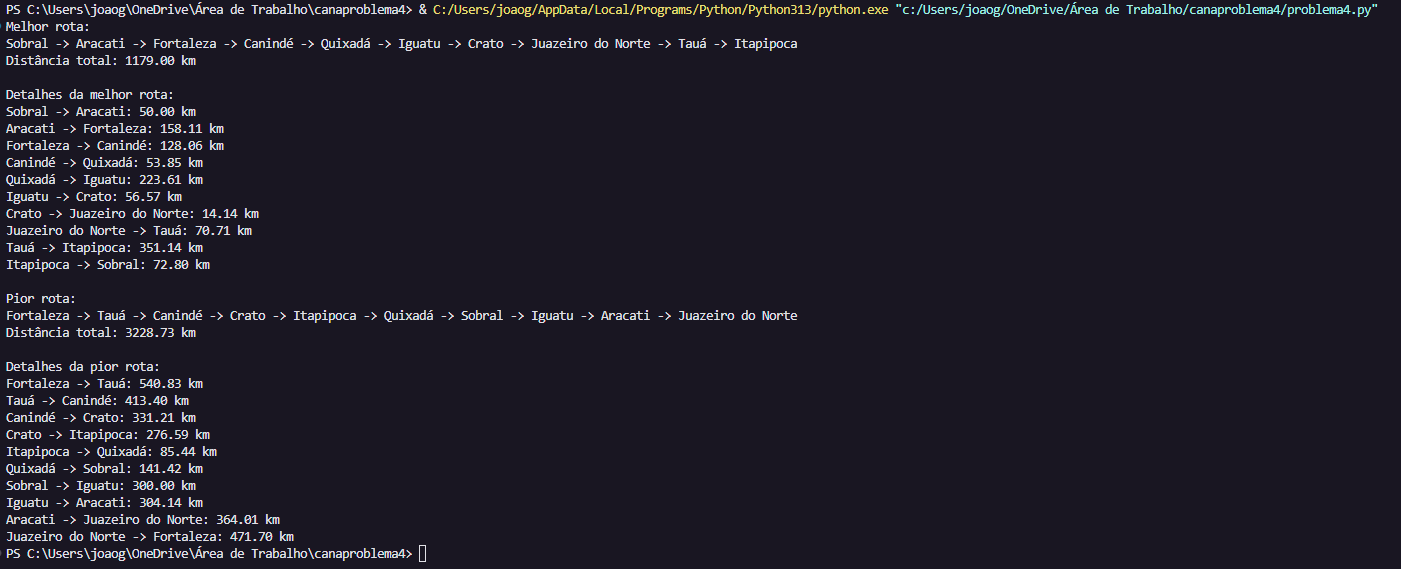 PS C:\Users\joaog\OneDrive\Área de Trabalho\canaproblema4> & C:/Users/joaog/AppData/Local/Programs/Python/Python313/python.exe "c:/Users/joaog/OneDrive/Área de Trabalho/canaproblema4/problema4.py"
Melhor rota:
Sobral -> Aracati -> Fortaleza -> Canindé -> Quixadá -> Iguatu -> Crato -> Juazeiro do Norte -> Tauá -> Itapipoca
Distância total: 1179.00 km

Detalhes da melhor rota:
Sobral -> Aracati: 50.00 km
Aracati -> Fortaleza: 158.11 km
Fortaleza -> Canindé: 128.06 km
Canindé -> Quixadá: 53.85 km
Quixadá -> Iguatu: 223.61 km
Iguatu -> Crato: 56.57 km
Crato -> Juazeiro do Norte: 14.14 km
Juazeiro do Norte -> Tauá: 70.71 km
Tauá -> Itapipoca: 351.14 km
Itapipoca -> Sobral: 72.80 km

Pior rota:
Fortaleza -> Tauá -> Canindé -> Crato -> Itapipoca -> Quixadá -> Sobral -> Iguatu -> Aracati -> Juazeiro do Norte
Distância total: 3228.73 km

Detalhes da pior rota:
Fortaleza -> Tauá: 540.83 km
Tauá -> Canindé: 413.40 km
Canindé -> Crato: 331.21 km
Crato -> Itapipoca: 276.59 km
Itapipoca -> Quixadá: 85.44 km
Quixadá -> Sobral: 141.42 km
Sobral -> Iguatu: 300.00 km
Iguatu -> Aracati: 304.14 km
Aracati -> Juazeiro do Norte: 364.01 km
Juazeiro do Norte -> Fortaleza: 471.70 km
PS C:\Users\joaog\OneDrive\Área de Trabalho\canaproblema4>